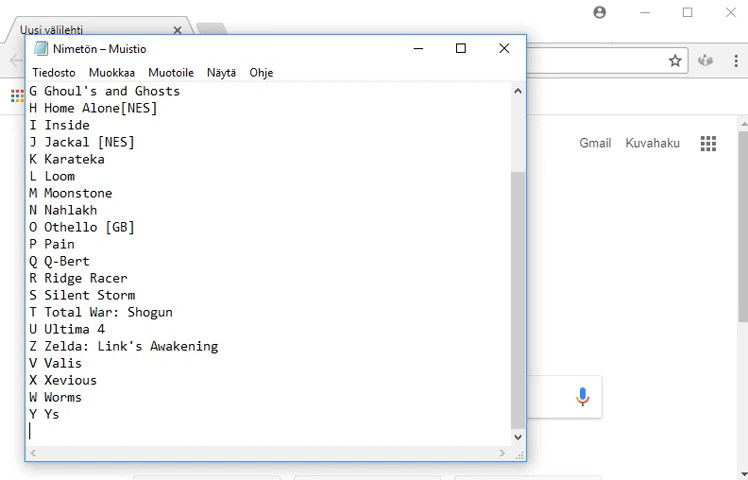 Uusi välilehti
Nimetön – Muistio
Tiedosto Muokkaa Muotoile Näytä Ohje
G Ghoul's and Ghosts
H Home Alone[NES]
I Inside
J Jackal [NES]
K Karateka
L Loom
M Moonstone
N Nahlakh
O Othello [GB]
P Pain
Q Q-Bert
R Ridge Racer
S Silent Storm
T Total War: Shogun
U Ultima 4
Z Zelda: Link's Awakening
V Valis
X Xevious
W Worms
Y Ys
Gmail Kuvahaku